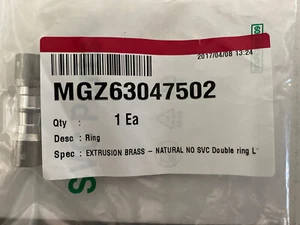 2017/04/08 13:24
MGZ63047502
Qty : 1 Ea
Desc : Ring
Spec : EXTRUSION BRASS - NATURAL NO SVC Double ring L